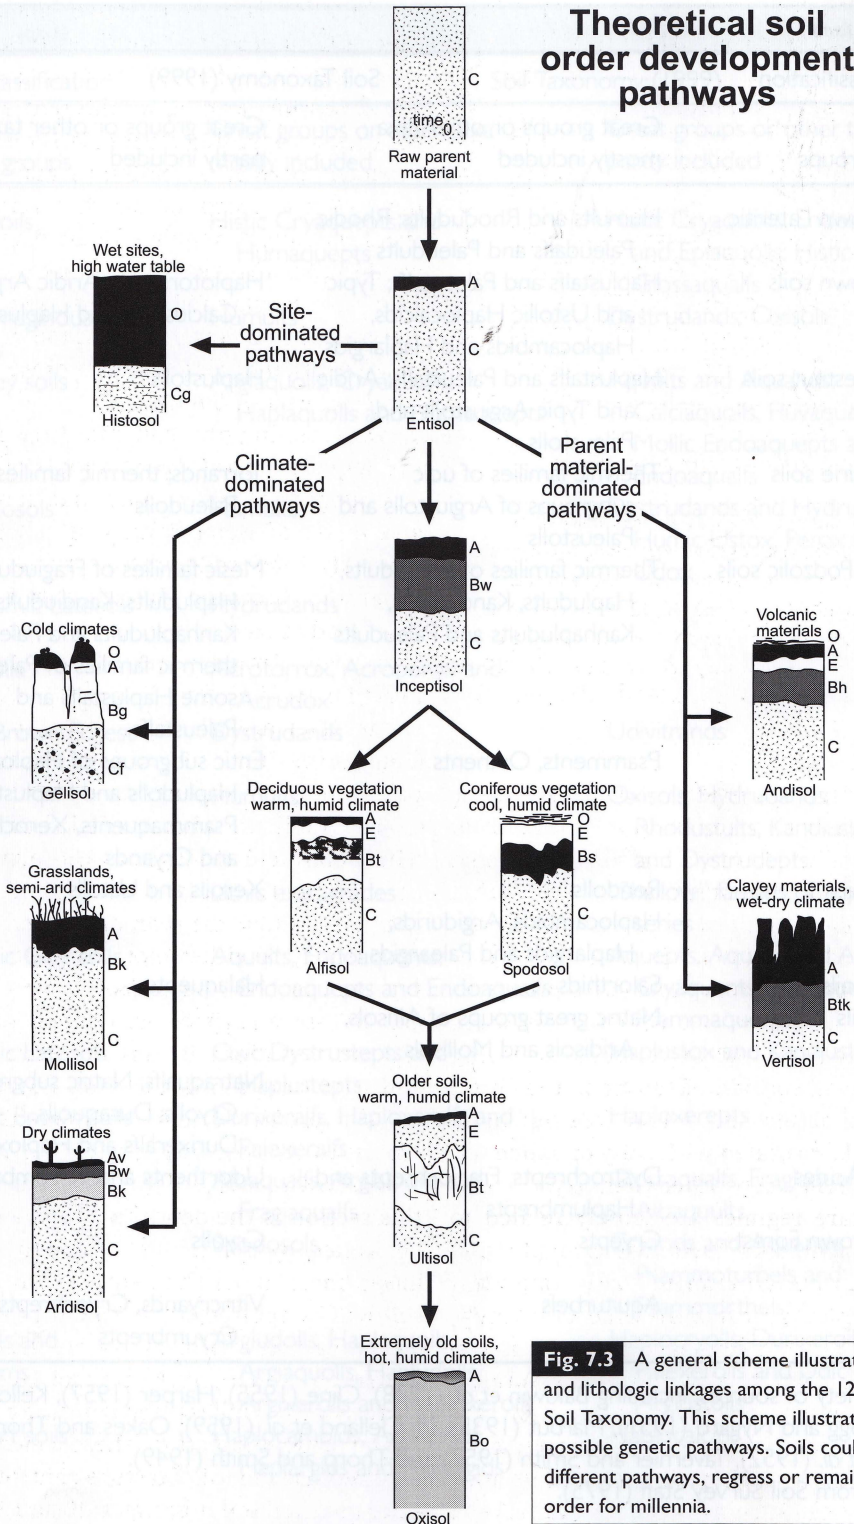 Theoretical soil
order development
pathways
C
time0
Raw parent
material
A
C
Entisol
Wet sites,
high water table
O
Cg
Histosol
Site-
dominated
pathways
Climate-
dominated
pathways
Parent
material-
dominated
pathways
A
Bw
C
Inceptisol
Cold climates
O
A
Bg
Cf
Gelisol
Volcanic
materials
O
A
E
Bh
C
Andisol
Deciduous vegetation
warm, humid climate
A
E
Bt
C
Alfisol
Coniferous vegetation
cool, humid climate
O
E
Bs
C
Spodosol
Grasslands,
semi-arid climates
A
Bk
C
Mollisol
Clayey materials,
wet-dry climate
A
Btk
C
Vertisol
Older soils,
warm, humid climate
A
E
Bt
C
Ultisol
Dry climates
Av
Bw
Bk
C
Aridisol
Extremely old soils,
hot, humid climate
A
Bo
Oxisol
Fig. 7.3 A general scheme illustrat
and lithologic linkages among the 12
Soil Taxonomy. This scheme illustrat
possible genetic pathways. Soils coul
different pathways, regress or remai
order for millennia.